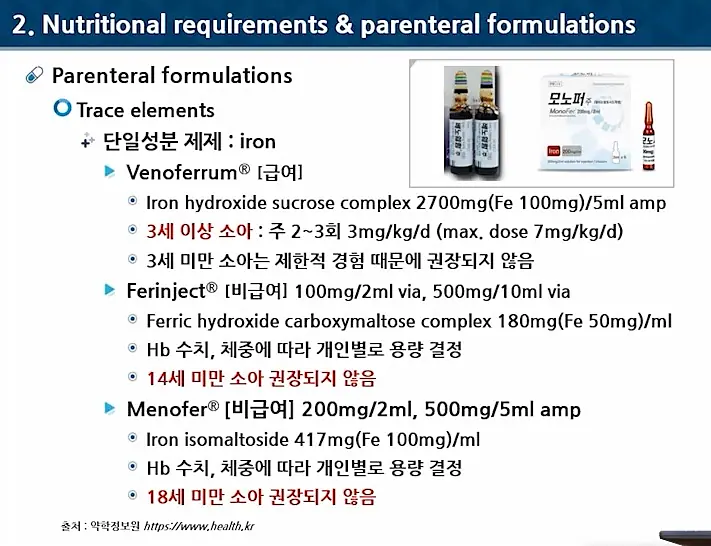 2. Nutritional requirements & parenteral formulations
Parenteral formulations
Trace elements
단일성분 제제 : iron
Venoferrum® [급여]
Iron hydroxide sucrose complex 2700mg(Fe 100mg)/5ml amp
3세 이상 소아 : 주 2~3회 3mg/kg/d (max. dose 7mg/kg/d)
3세 미만 소아는 제한적 경험 때문에 권장되지 않음
Ferinject® [비급여] 100mg/2ml via, 500mg/10ml via
Ferric hydroxide carboxymaltose complex 180mg(Fe 50mg)/ml
Hb 수치, 체중에 따라 개인별로 용량 결정
14세 미만 소아 권장되지 않음
Menofer® [비급여] 200mg/2ml, 500mg/5ml amp
Iron isomaltoside 417mg(Fe 100mg)/ml
Hb 수치, 체중에 따라 개인별로 용량 결정
18세 미만 소아 권장되지 않음
출처 : 약학정보원 https://www.health.kr
모노퍼 주
MonoFer 200mg/2ml
Iron